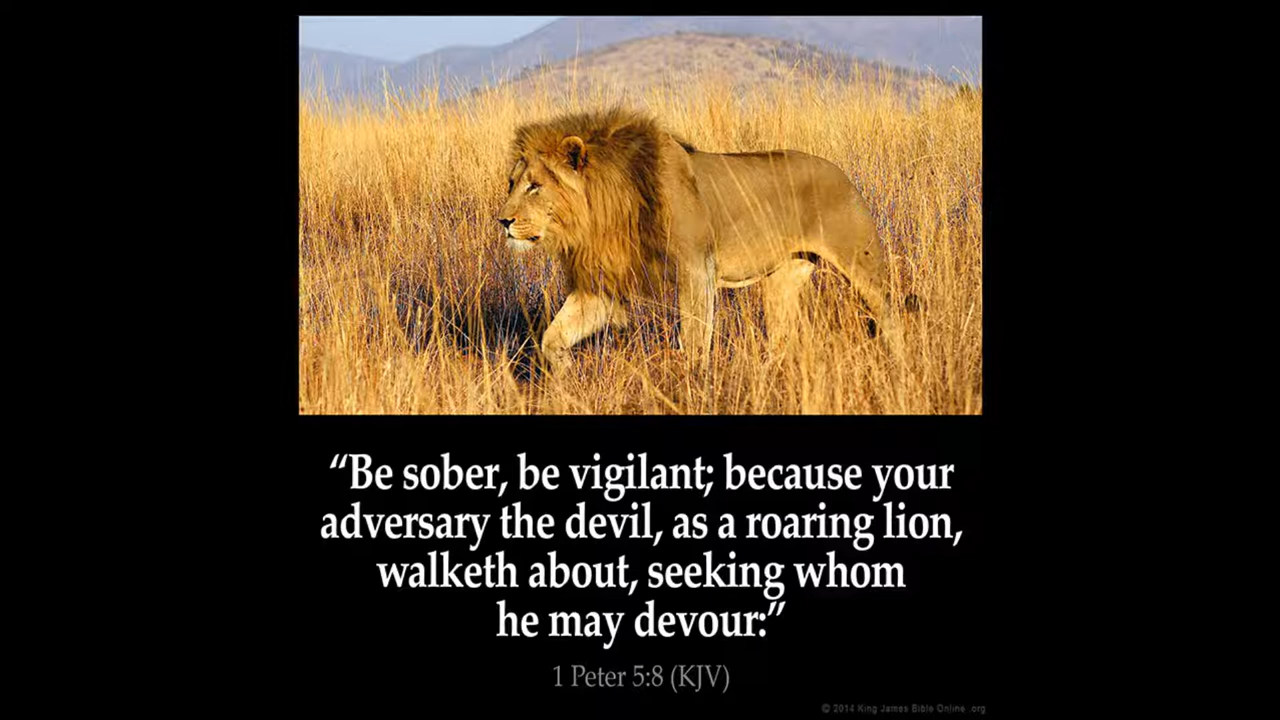 “Be sober, be vigilant; because your
adversary the devil, as a roaring lion,
walketh about, seeking whom
he may devour:”
1 Peter 5:8 (KJV)
© 2014 King James Bible Online .org